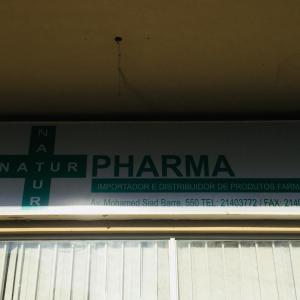 NATUR
NATUR
PHARMA
IMPORTADOR E DISTRIBUIDOR DE PRODUTOS FARM
Av. Mohamed Siad Barre, 550 TEL: 21403772 / FAX: 214